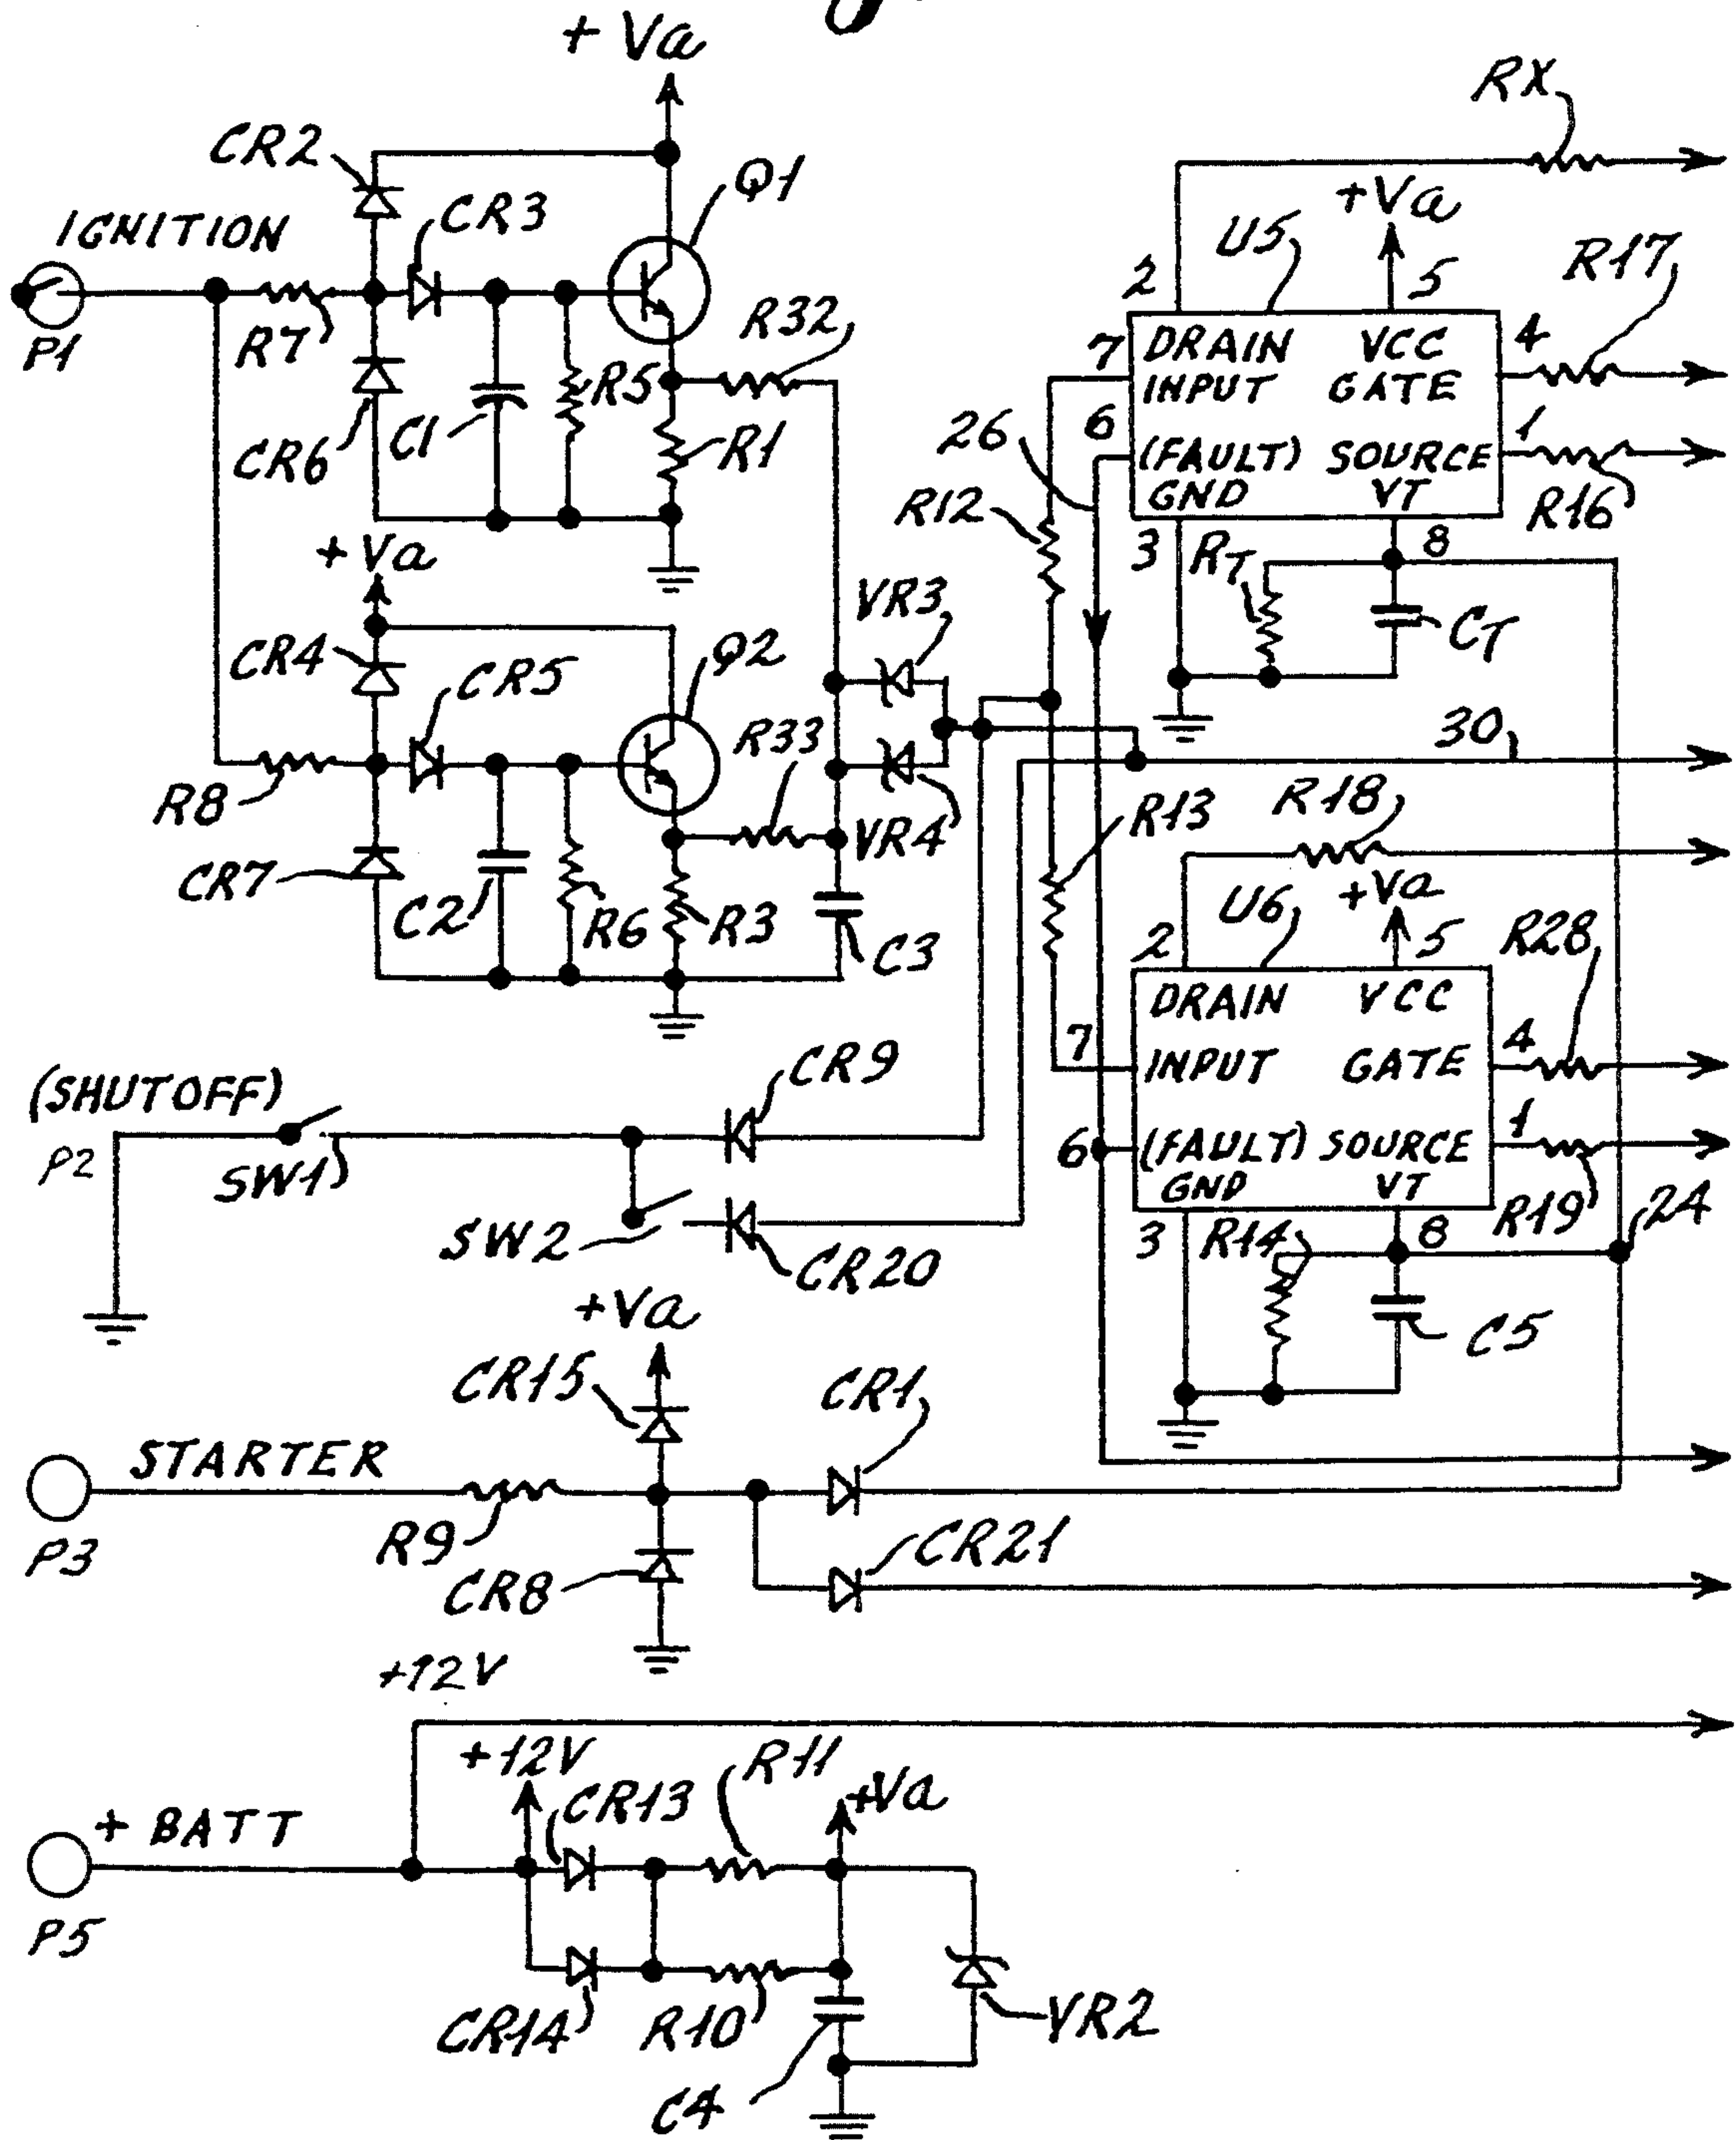 + Va
RX
CR2
Q1
+Va
IGNITION
CR3
U5
R17
2
5
P1
R7
R32
7
DRAIN VCC
4
INPUT GATE
R5
CR6
C1
R1
26
6
(FAULT) SOURCE
1
GND VT
R12
R16
+ Va
3
RT
8
VR3
CT
CR4
Q2
CR5
R33
30
R8
VR4
R13
R18
CR7
C2
R6
R3
C3
U6
+Va
2
5
R28
DRAIN VCC
(SHUTOFF)
CR9
7
INPUT GATE
4
P2
SW1
6
(FAULT) SOURCE
1
GND VT
SW2
CR20
3
R14
8
R19
24
+Va
C5
CR15
CR1
STARTER
P3
R9
CR21
CR8
+12V
+12V
R11
CR13
+Va
+ BATT
P5
CR14
R10
VR2
C4